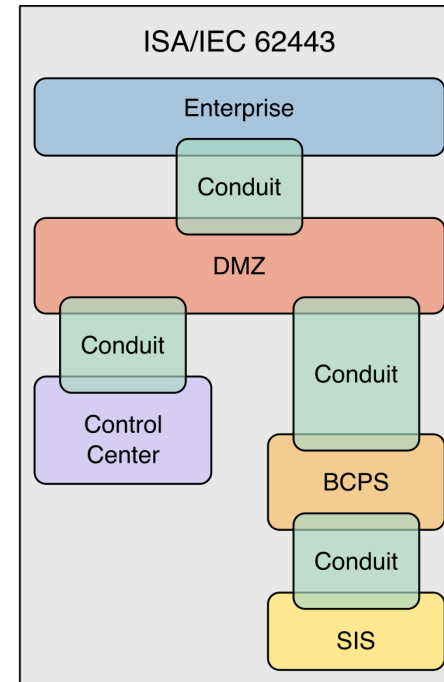 ISA/IEC 62443
Enterprise
Conduit
DMZ
Conduit
Conduit
Control
Center
BCPS
Conduit
SIS